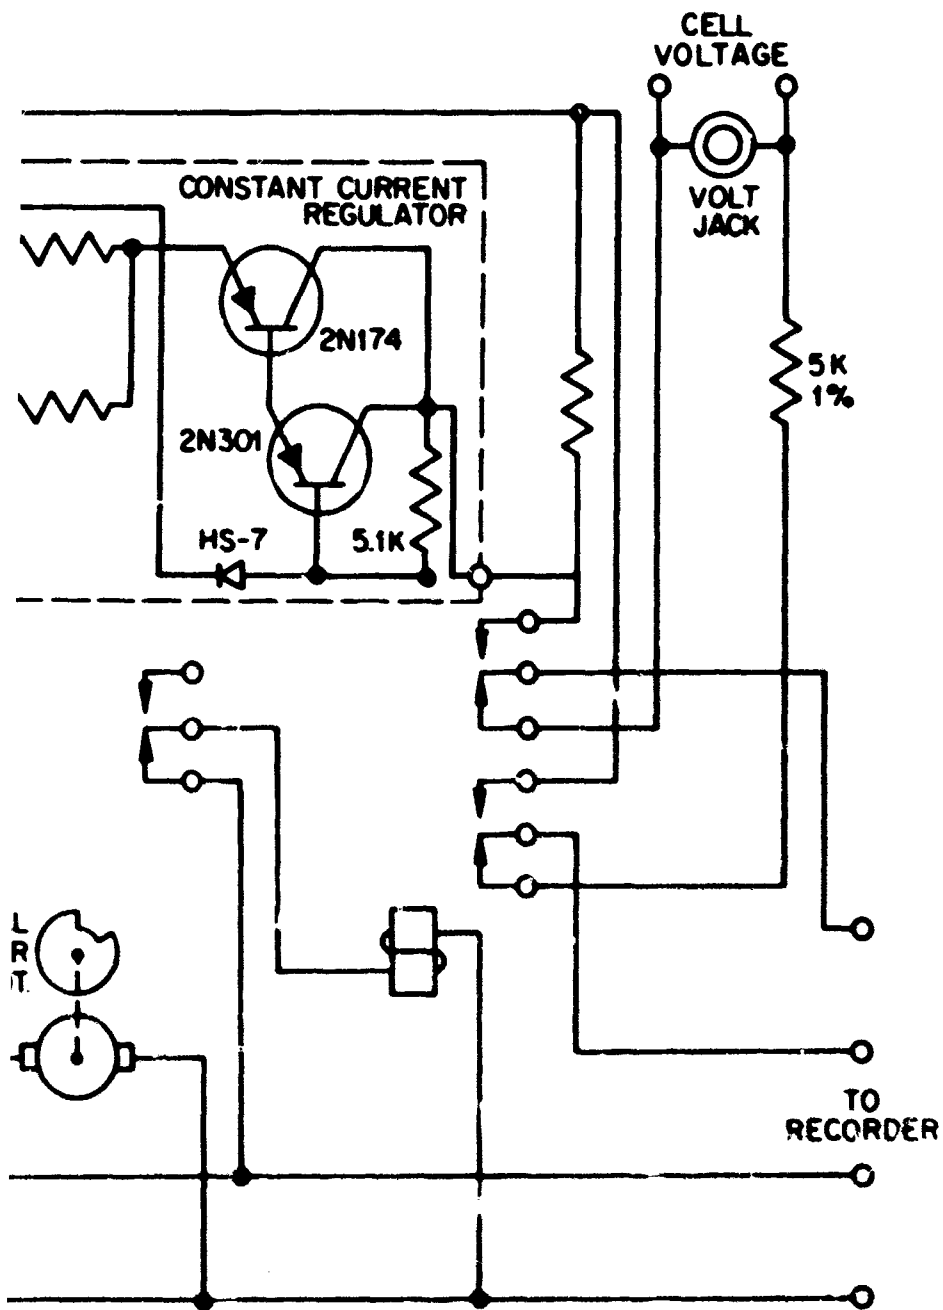 CELL
VOLTAGE
CONSTANT CURRENT
REGULATOR
VOLT
JACK
2N174
5K
1%
2N301
HS-7
5.1K
L
R
T.
TO
RECORDER